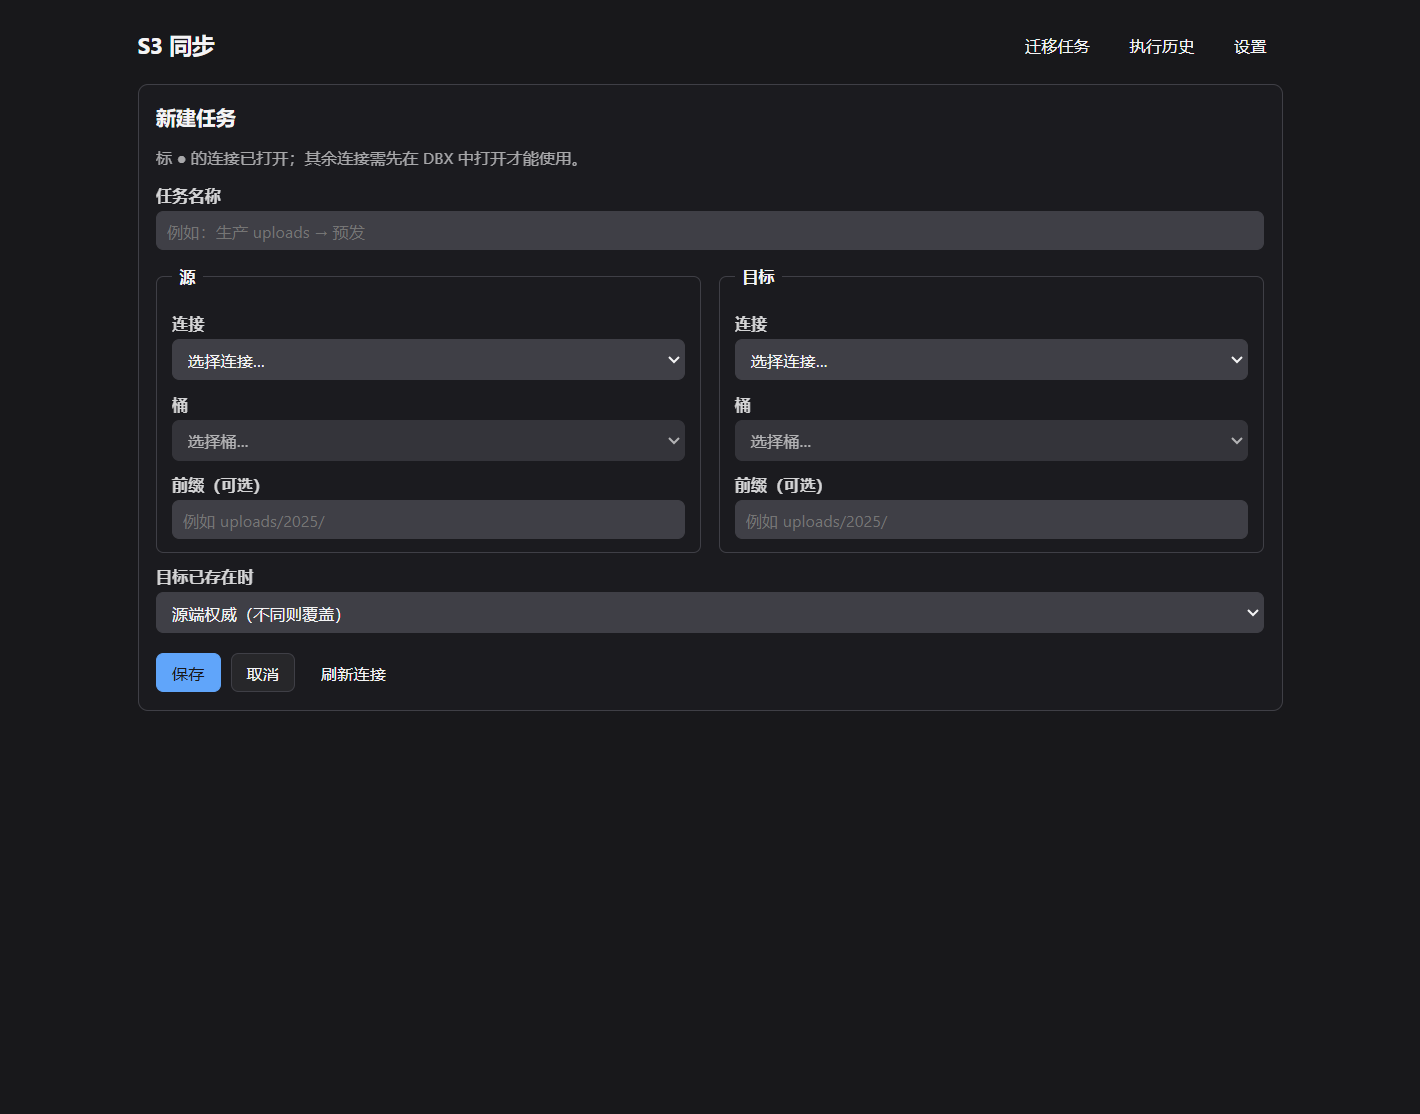 S3 同步
迁移任务
执行历史
设置
新建任务
标 ● 的连接已打开；其余连接需先在 DBX 中打开才能使用。
任务名称
例如：生产 uploads → 预发
源
连接
选择连接...
桶
选择桶...
前缀（可选）
例如 uploads/2025/
目标
连接
选择连接...
桶
选择桶...
前缀（可选）
例如 uploads/2025/
目标已存在时
源端权威（不同则覆盖）
保存
取消
刷新连接